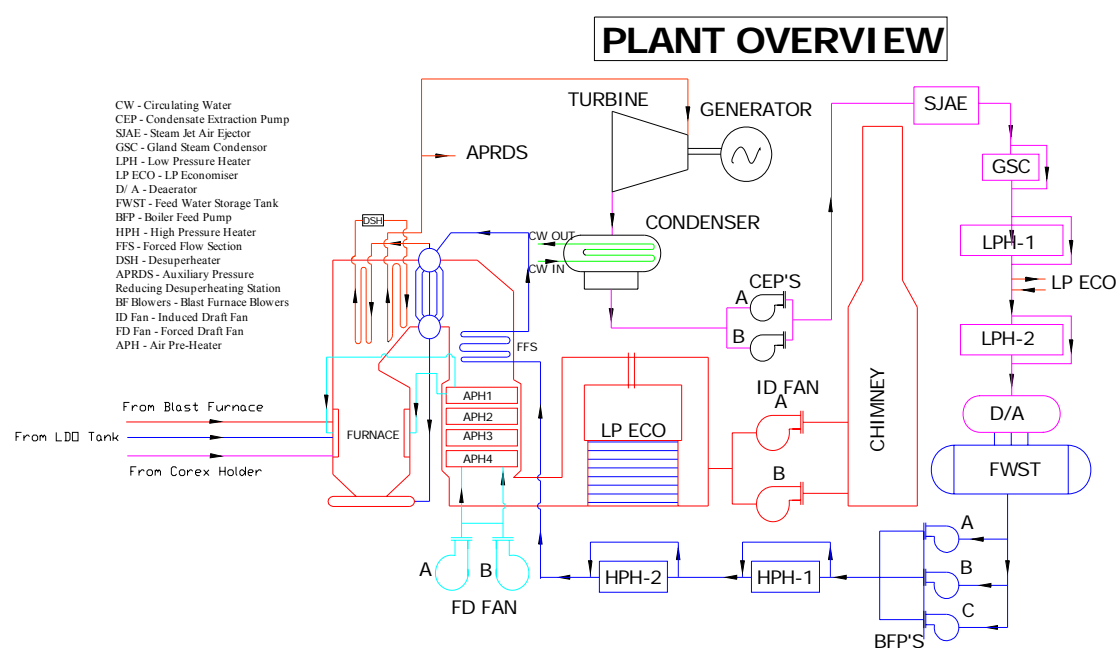 PLANT OVERVIEW
CW - Circulating Water
CEP - Condensate Extraction Pump
SJAE - Steam Jet Air Ejector
GSC - Gland Steam Condensor
LPH - Low Pressure Heater
LP ECO - LP Economiser
D/ A - Deaerator
FWST - Feed Water Storage Tank
BFP - Boiler Feed Pump
HPH - High Pressure Heater
FFS - Forced Flow Section
DSH - Desuperheater
APRDS - Auxiliary Pressure
Reducing Desuperheating Station
BF Blowers - Blast Furnace Blowers
ID Fan - Induced Draft Fan
FD Fan - Forced Draft Fan
APH - Air Pre-Heater
TURBINE
GENERATOR
SJAE
APRDS
GSC
DSH
CONDENSER
CW OUT
CW IN
LPH-1
LP ECO
CEP'S
A
B
LPH-2
FFS
ID FAN
A
B
CHIMNEY
D/A
FWST
From Blast Furnace
From LDO Tank
From Corex Holder
FURNACE
APH1
APH2
APH3
APH4
LP ECO
A
B
FD FAN
HPH-2
HPH-1
A
B
C
BFP'S